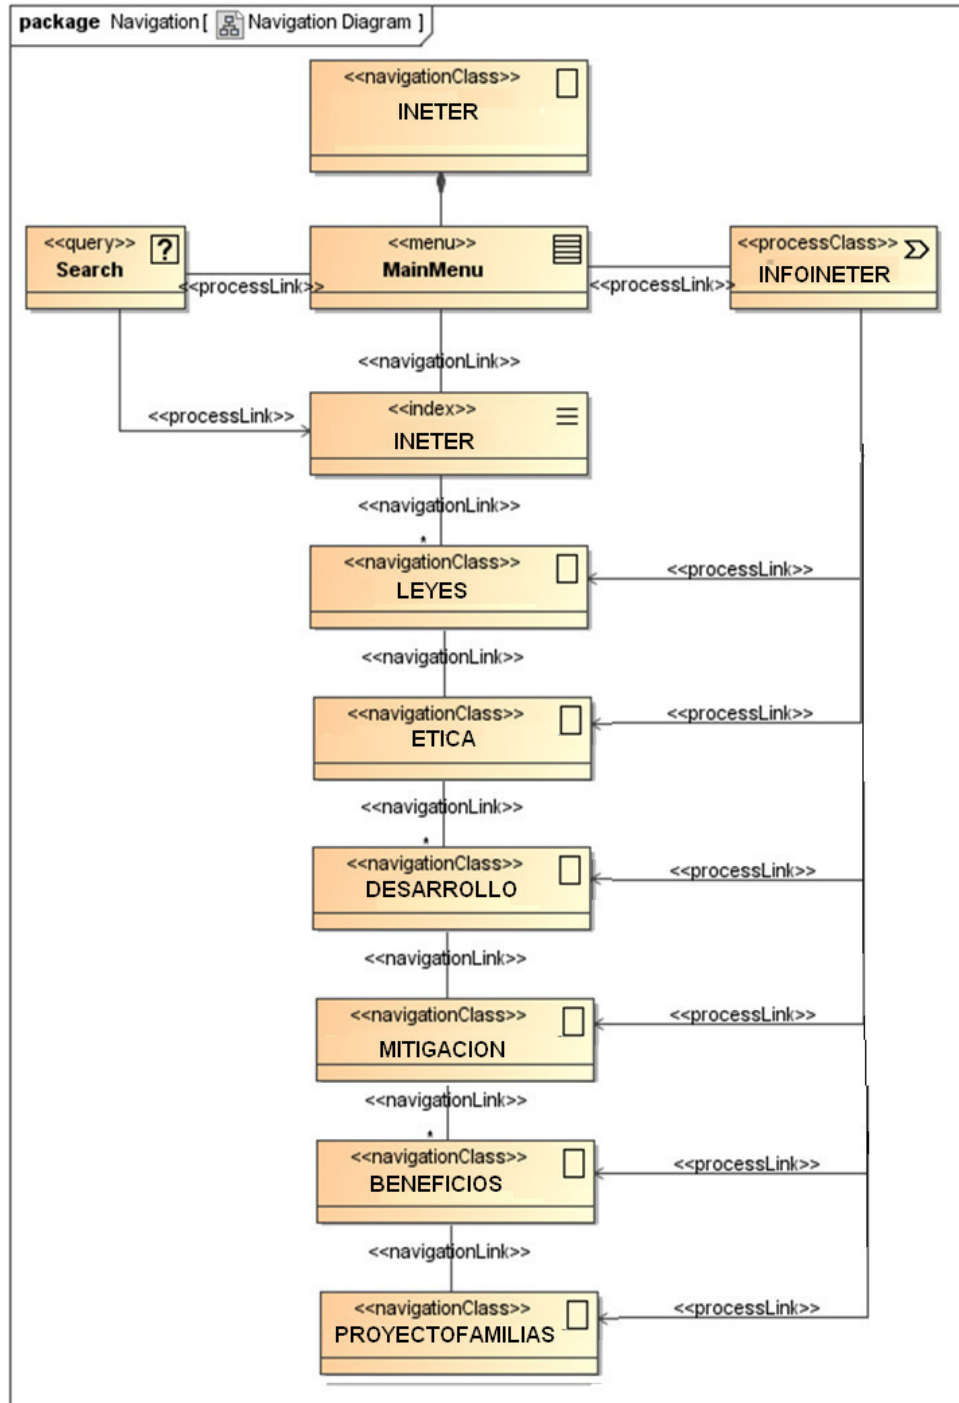 package Navigation [ Navigation Diagram ]
<<navigationClass>>
INETER
<<query>>
Search
?
<<menu>>
MainMenu
<<processClass>>
INFOINETER
<<processLink>>
<<processLink>>
<<navigationLink>>
<<processLink>>
<<index>>
INETER
<<navigationLink>>
*
<<navigationClass>>
LEYES
<<processLink>>
<<navigationLink>>
<<navigationClass>>
ETICA
<<processLink>>
<<navigationLink>>
*
<<navigationClass>>
DESARROLLO
<<processLink>>
<<navigationLink>>
<<navigationClass>>
MITIGACION
<<processLink>>
<<navigationLink>>
*
<<navigationClass>>
BENEFICIOS
<<processLink>>
<<navigationLink>>
<<navigationClass>>
PROYECTOFAMILIAS
<<processLink>>